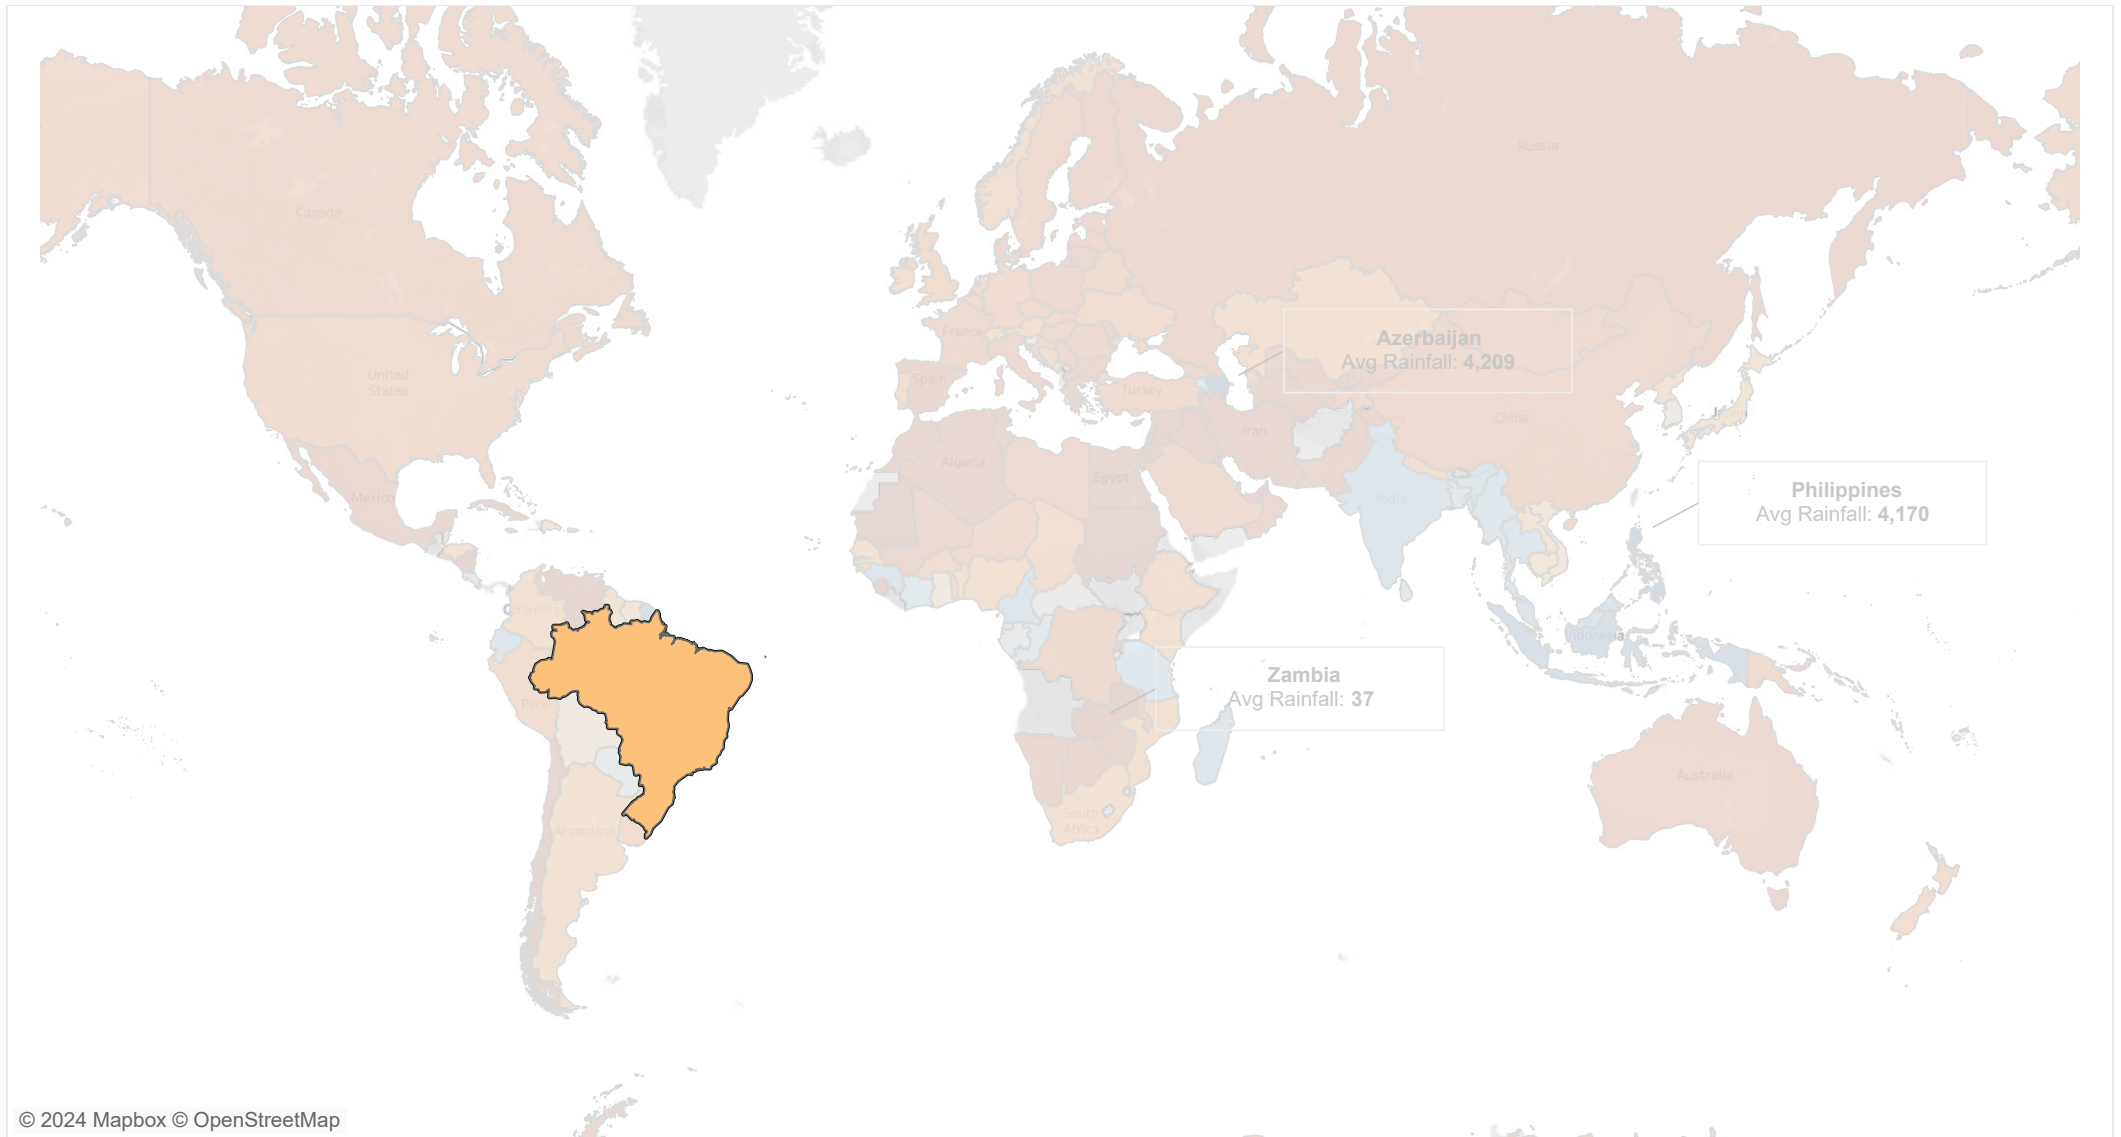 Russia
Canada
Azerbaijan
Avg Rainfall: 4,209
France
United
States
Spain
Turkey
Japan
China
Iran
Algeria
Egypt
Mexico
India
Philippines
Avg Rainfall: 4,170
Colombia
Indonesia
Zambia
Avg Rainfall: 37
Peru
Australia
South
Africa
Argentina
© 2024 Mapbox © OpenStreetMap